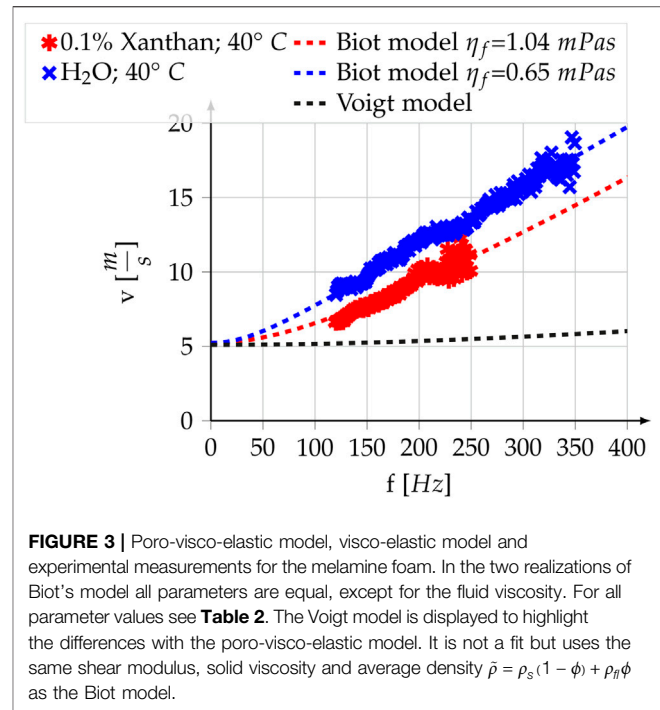 0.1% Xanthan; 40° C
Biot model η_f=1.04 mPas
H₂O; 40° C
Biot model η_f=0.65 mPas
Voigt model
20
15
10
5
0
v [m/s]
0 50 100 150 200 250 300 350 400
f [Hz]
FIGURE 3 | Poro-visco-elastic model, visco-elastic model and
experimental measurements for the melamine foam. In the two realizations of
Biot's model all parameters are equal, except for the fluid viscosity. For all
parameter values see Table 2. The Voigt model is displayed to highlight
the differences with the poro-visco-elastic model. It is not a fit but uses the
same shear modulus, solid viscosity and average density ρ̃ = ρ_s(1 − ϕ) + ρ_flϕ
as the Biot model.